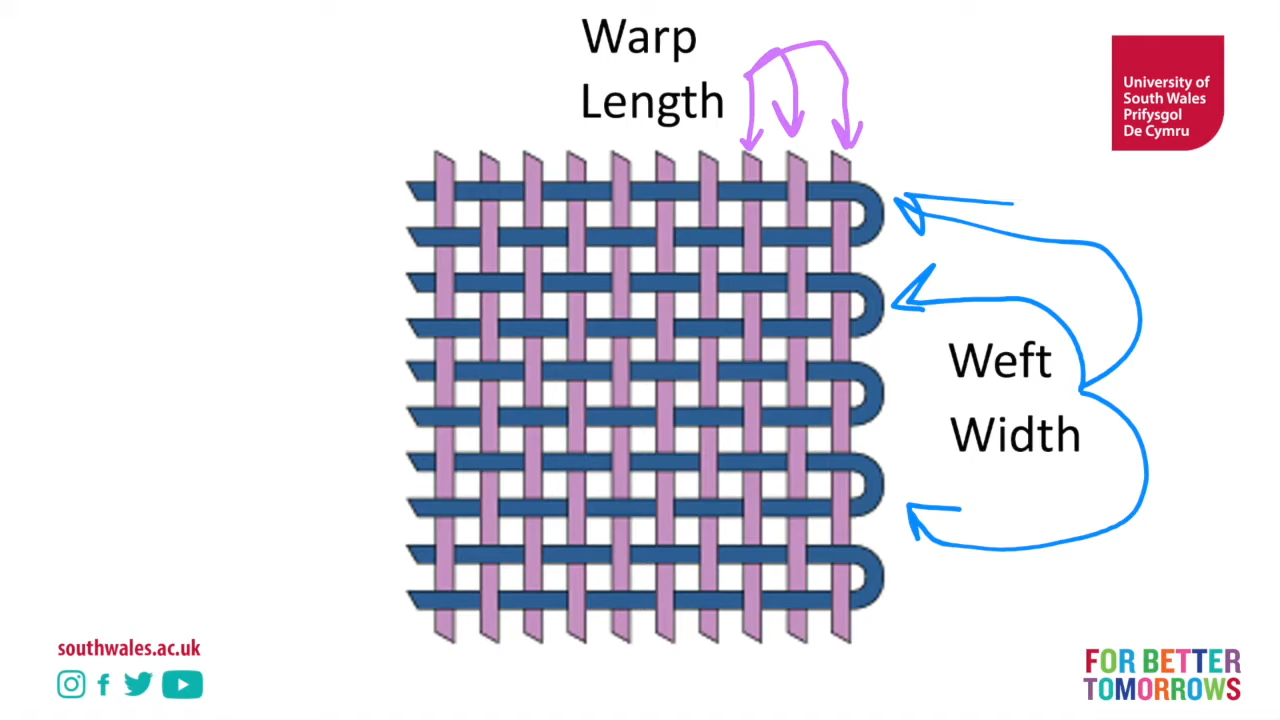 Warp
Length
University of
South Wales
Prifysgol
De Cymru
Weft
Width
southwales.ac.uk
FOR BETTER
TOMORROWS